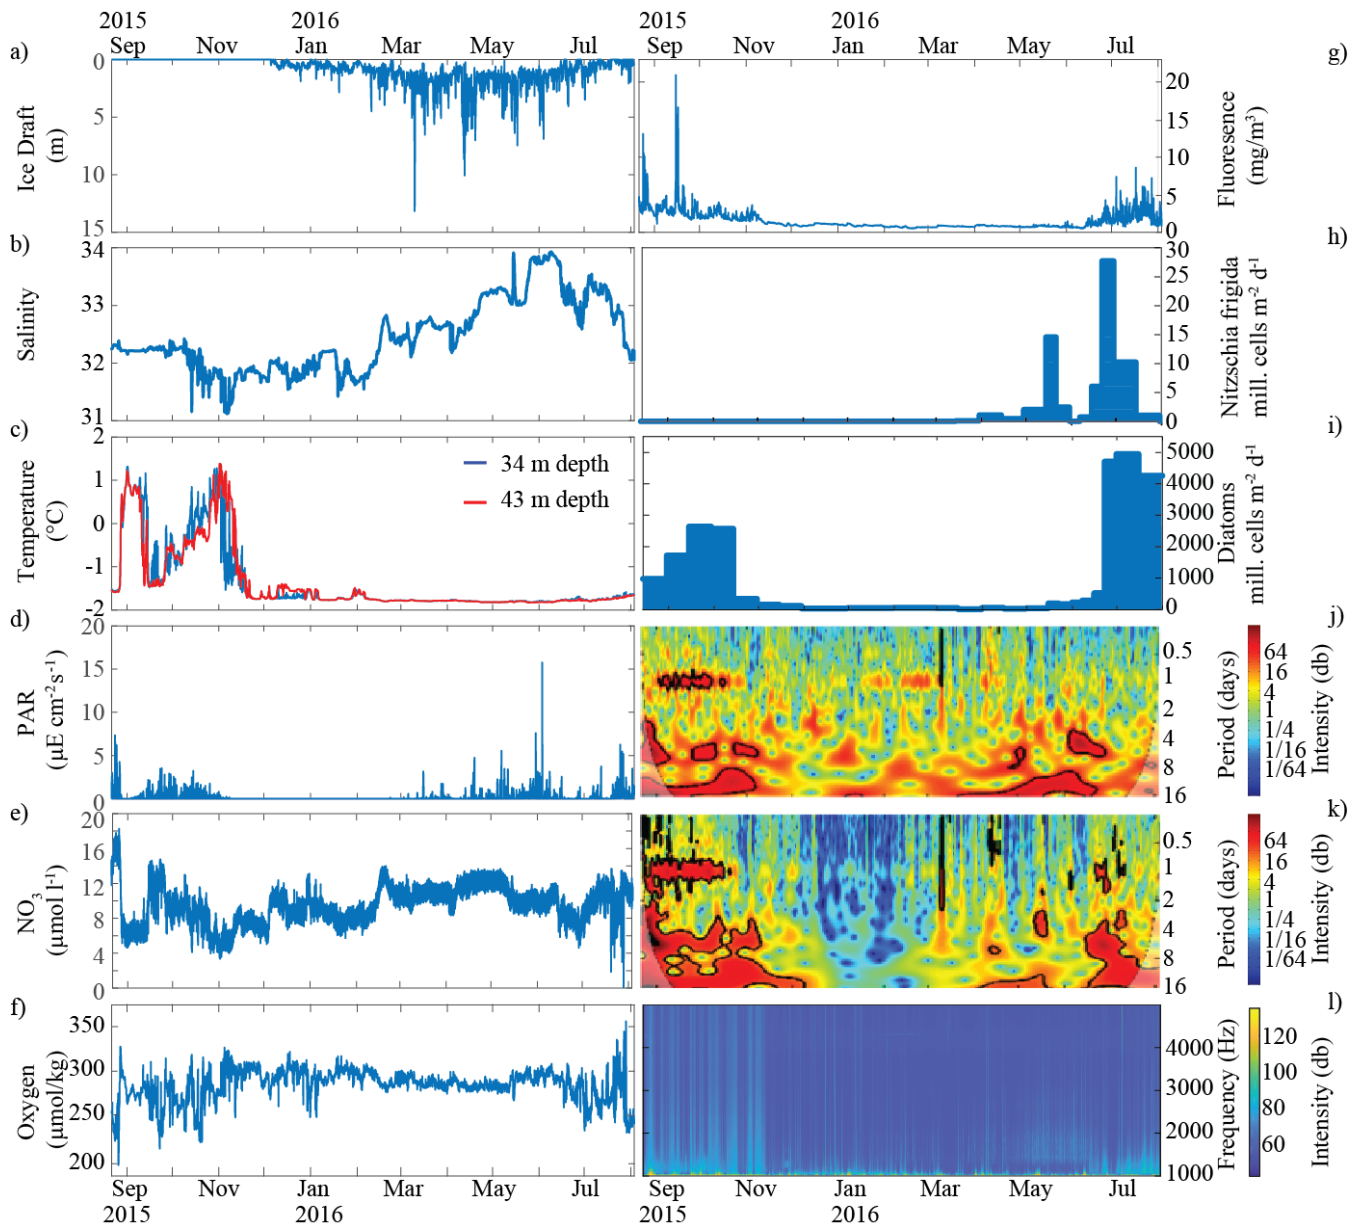 2015 2016 2015 2016
Sep Nov Jan Mar May Jul Sep Nov Jan Mar May Jul
a)
0
5
10
15
Ice Draft
(m)
g)
20
15
10
5
0
Fluoresence
(mg/m³)
b)
34
33
32
31
Salinity
h)
30
25
20
15
10
5
0
Nitzschia frigida
mill. cells m⁻² d⁻¹
c)
2
1
0
-1
-2
Temperature
(°C)
34 m depth
43 m depth
i)
5000
4000
3000
2000
1000
0
Diatoms
mill. cells m⁻² d⁻¹
d)
20
15
10
5
0
PAR
(µE cm⁻² s⁻¹)
j)
0.5
1
2
4
8
16
Period (days)
64
16
4
1
1/4
1/16
1/64
Intensity (db)
e)
20
16
12
8
4
0
NO₃
(µmol l⁻¹)
k)
0.5
1
2
4
8
16
Period (days)
64
16
4
1
1/4
1/16
1/64
Intensity (db)
f)
350
300
250
200
Oxygen
(µmol/kg)
l)
4000
3000
2000
1000
Frequency (Hz)
120
100
80
60
Intensity (db)
Sep Nov Jan Mar May Jul Sep Nov Jan Mar May Jul
2015 2016 2015 2016